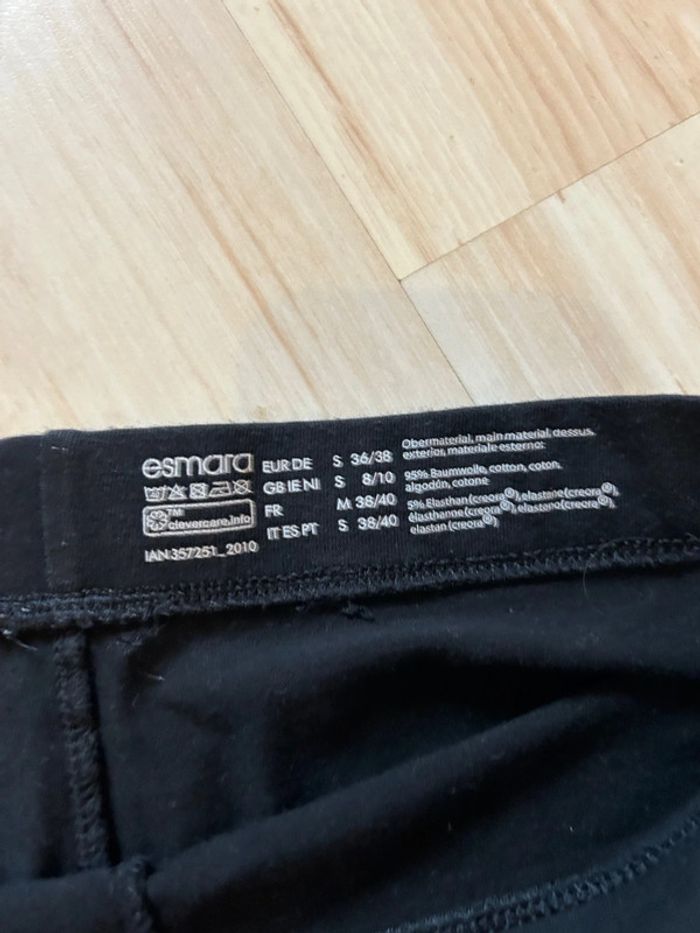 esmara
TM
clevercare.info
IAN 357251_2010
EUR DE S 36/38
GB IE NI S 8/10
FR M 38/40
IT ES PT S 38/40
Obermaterial, main material, dessus,
exterior, materiale esterno:
95% Baumwolle, cotton, coton,
algodón, cotone
5% Elasthan (creora®), elastane (creora®),
élasthanne (creora®), elastano (creora®),
elastan (creora®)